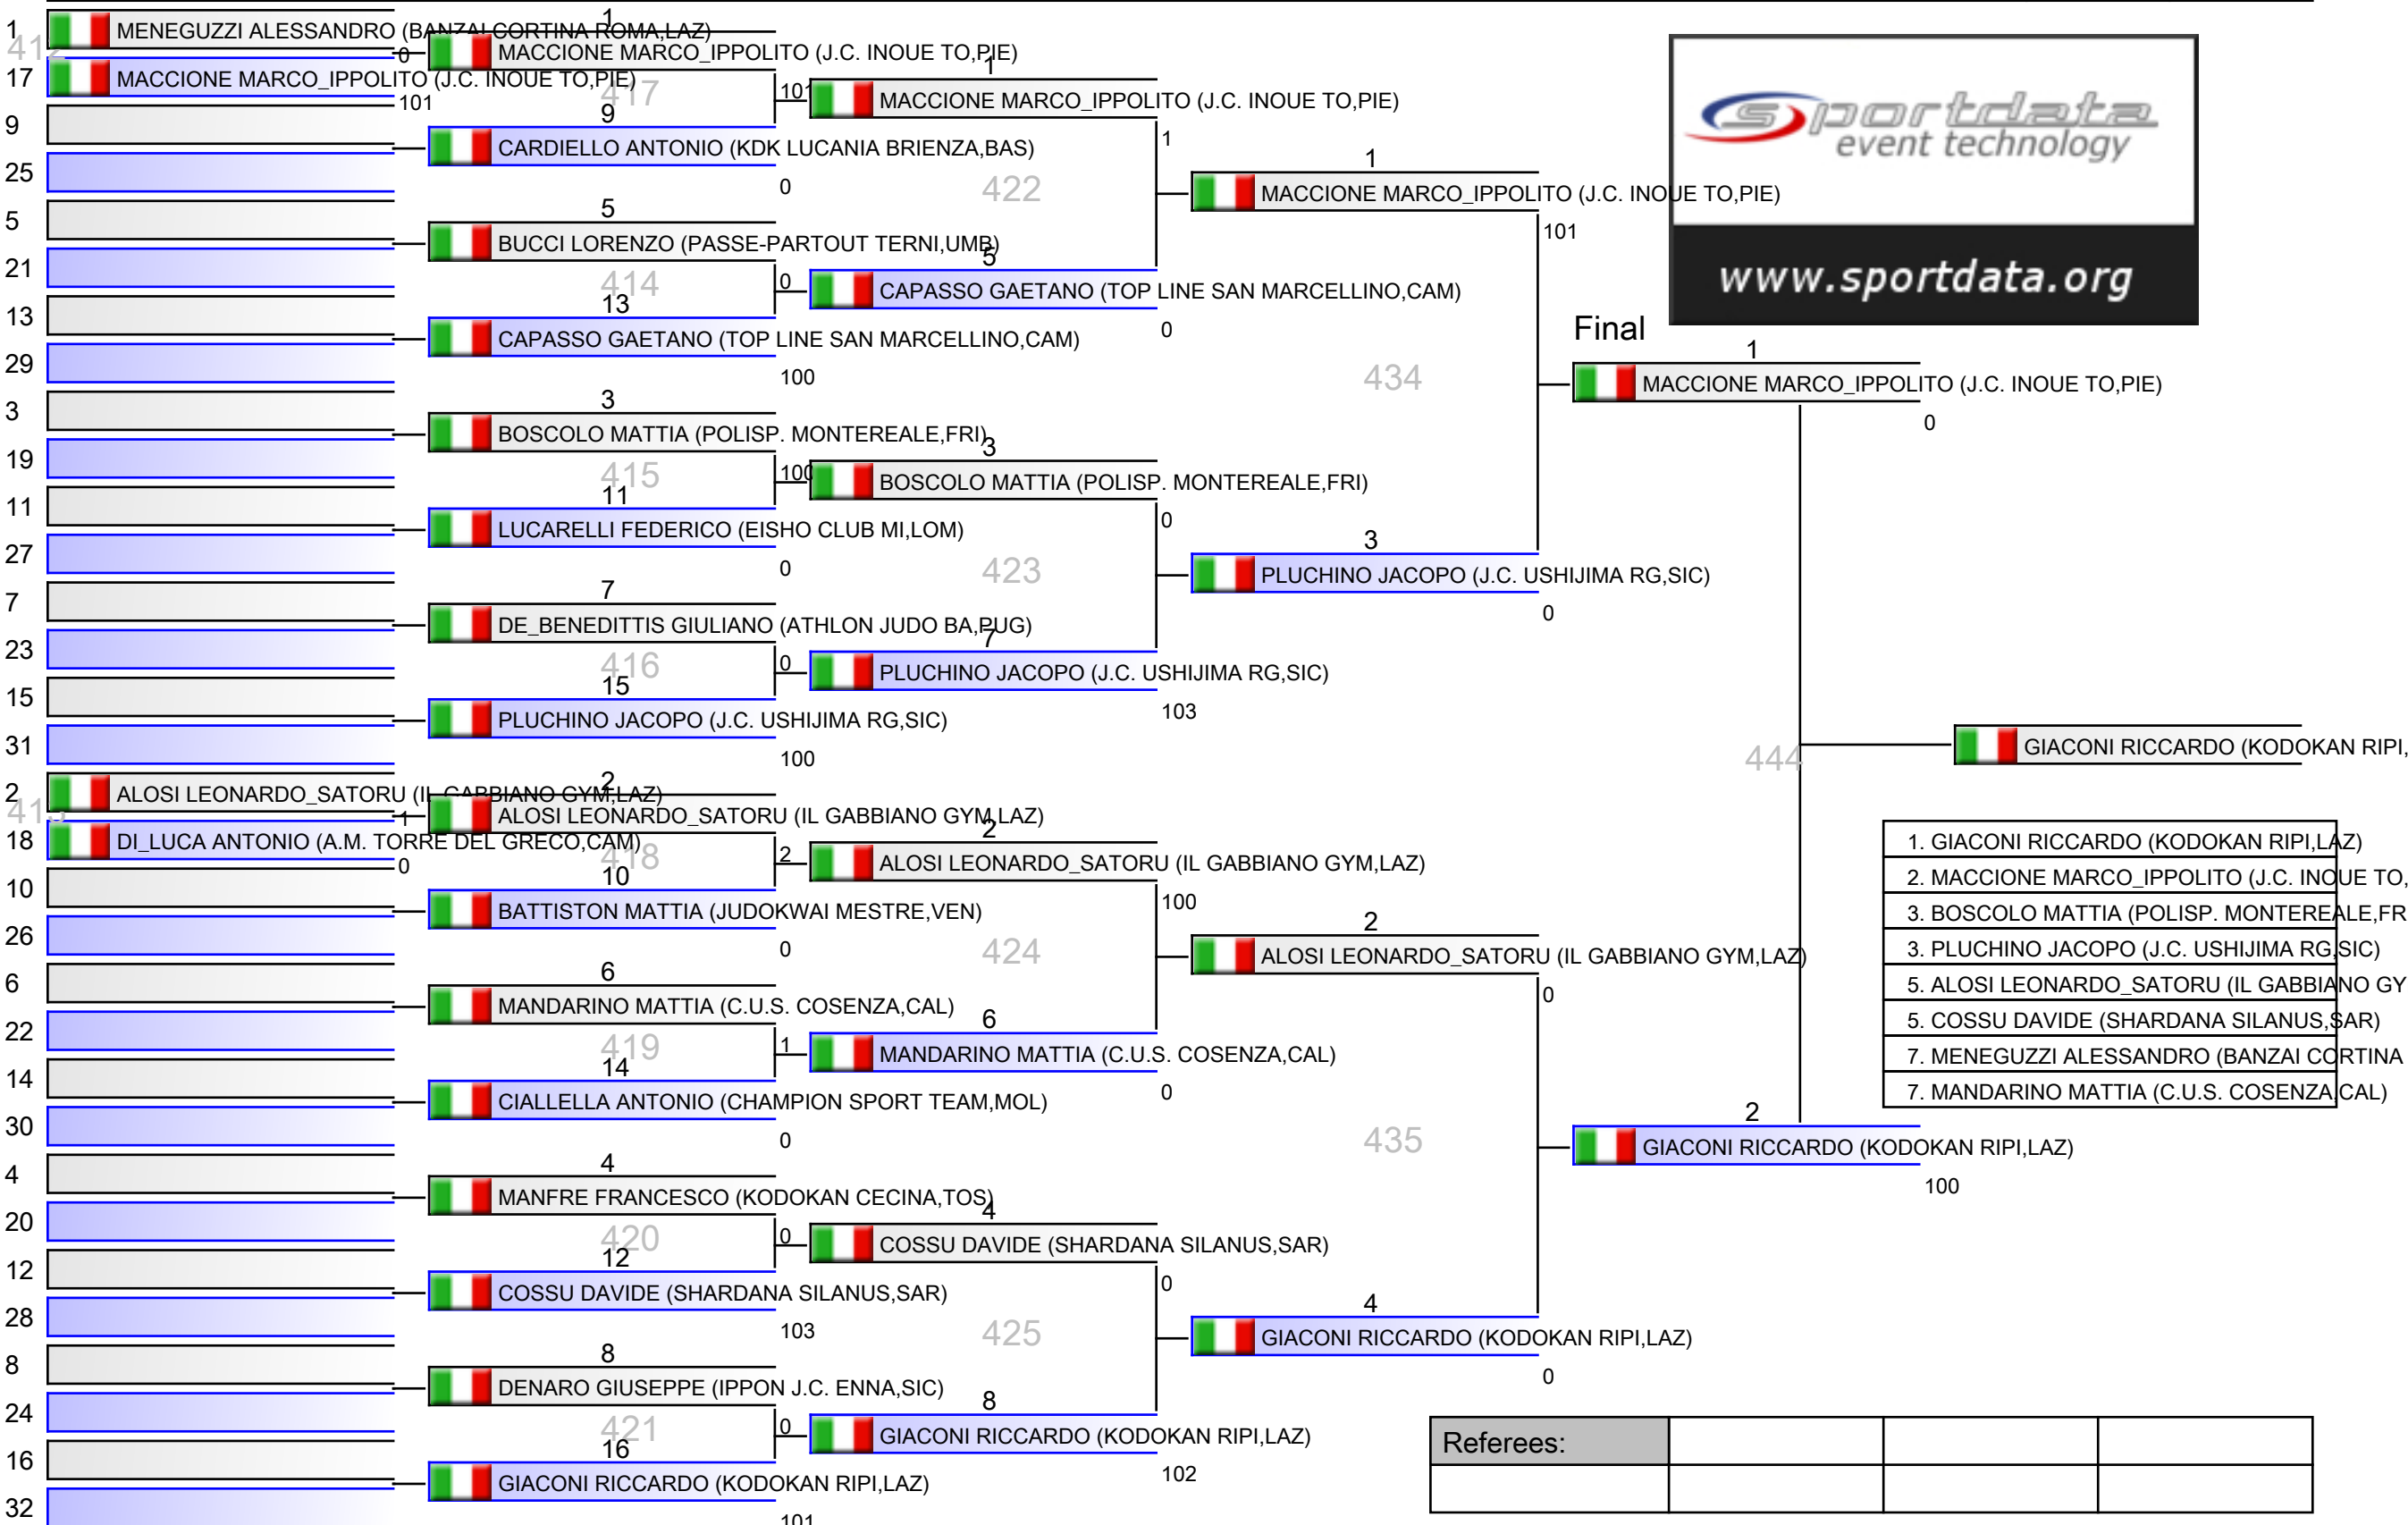 1
MENEGUZZI ALESSANDRO (BANZAI CORTINA ROMA,LAZ)
0
17
MACCIONE MARCO_IPPOLITO (J.C. INOUE TO,PIE)
101
9
25
5
21
13
29
3
19
11
27
7
23
15
31
2
ALOSI LEONARDO_SATORU (IL GABBIANO GYM,LAZ)
1
18
DI_LUCA ANTONIO (A.M. TORRE DEL GRECO,CAM)
0
10
26
6
22
14
30
4
20
12
28
8
24
16
32
1
MACCIONE MARCO_IPPOLITO (J.C. INOUE TO,PIE)
417
101
9
CARDIELLO ANTONIO (KDK LUCANIA BRIENZA,BAS)
0
5
BUCCI LORENZO (PASSE-PARTOUT TERNI,UMB)
414
0
13
CAPASSO GAETANO (TOP LINE SAN MARCELLINO,CAM)
100
3
BOSCOLO MATTIA (POLISP. MONTEREALE,FRI)
415
100
11
LUCARELLI FEDERICO (EISHO CLUB MI,LOM)
0
7
DE_BENEDITTIS GIULIANO (ATHLON JUDO BA,PUG)
416
0
15
PLUCHINO JACOPO (J.C. USHIJIMA RG,SIC)
100
2
ALOSI LEONARDO_SATORU (IL GABBIANO GYM,LAZ)
418
2
10
BATTISTON MATTIA (JUDOKWAI MESTRE,VEN)
0
6
MANDARINO MATTIA (C.U.S. COSENZA,CAL)
419
1
14
CIALLELLA ANTONIO (CHAMPION SPORT TEAM,MOL)
0
4
MANFRE FRANCESCO (KODOKAN CECINA,TOS)
420
0
12
COSSU DAVIDE (SHARDANA SILANUS,SAR)
103
8
DENARO GIUSEPPE (IPPON J.C. ENNA,SIC)
421
0
16
GIACONI RICCARDO (KODOKAN RIPI,LAZ)
101
1
MACCIONE MARCO_IPPOLITO (J.C. INOUE TO,PIE)
1
422
5
CAPASSO GAETANO (TOP LINE SAN MARCELLINO,CAM)
0
3
BOSCOLO MATTIA (POLISP. MONTEREALE,FRI)
0
423
7
PLUCHINO JACOPO (J.C. USHIJIMA RG,SIC)
103
2
ALOSI LEONARDO_SATORU (IL GABBIANO GYM,LAZ)
100
424
6
MANDARINO MATTIA (C.U.S. COSENZA,CAL)
0
4
COSSU DAVIDE (SHARDANA SILANUS,SAR)
0
425
8
GIACONI RICCARDO (KODOKAN RIPI,LAZ)
102
1
MACCIONE MARCO_IPPOLITO (J.C. INOUE TO,PIE)
101
434
3
PLUCHINO JACOPO (J.C. USHIJIMA RG,SIC)
0
2
ALOSI LEONARDO_SATORU (IL GABBIANO GYM,LAZ)
0
435
4
GIACONI RICCARDO (KODOKAN RIPI,LAZ)
0
sportdata
event technology
www.sportdata.org
Final
1
MACCIONE MARCO_IPPOLITO (J.C. INOUE TO,PIE)
0
444
2
GIACONI RICCARDO (KODOKAN RIPI,LAZ)
100
GIACONI RICCARDO (KODOKAN RIPI,
1. GIACONI RICCARDO (KODOKAN RIPI,LAZ)
2. MACCIONE MARCO_IPPOLITO (J.C. INOUE TO,
3. BOSCOLO MATTIA (POLISP. MONTEREALE,FR
3. PLUCHINO JACOPO (J.C. USHIJIMA RG,SIC)
5. ALOSI LEONARDO_SATORU (IL GABBIANO GY
5. COSSU DAVIDE (SHARDANA SILANUS,SAR)
7. MENEGUZZI ALESSANDRO (BANZAI CORTINA
7. MANDARINO MATTIA (C.U.S. COSENZA,CAL)
Referees: